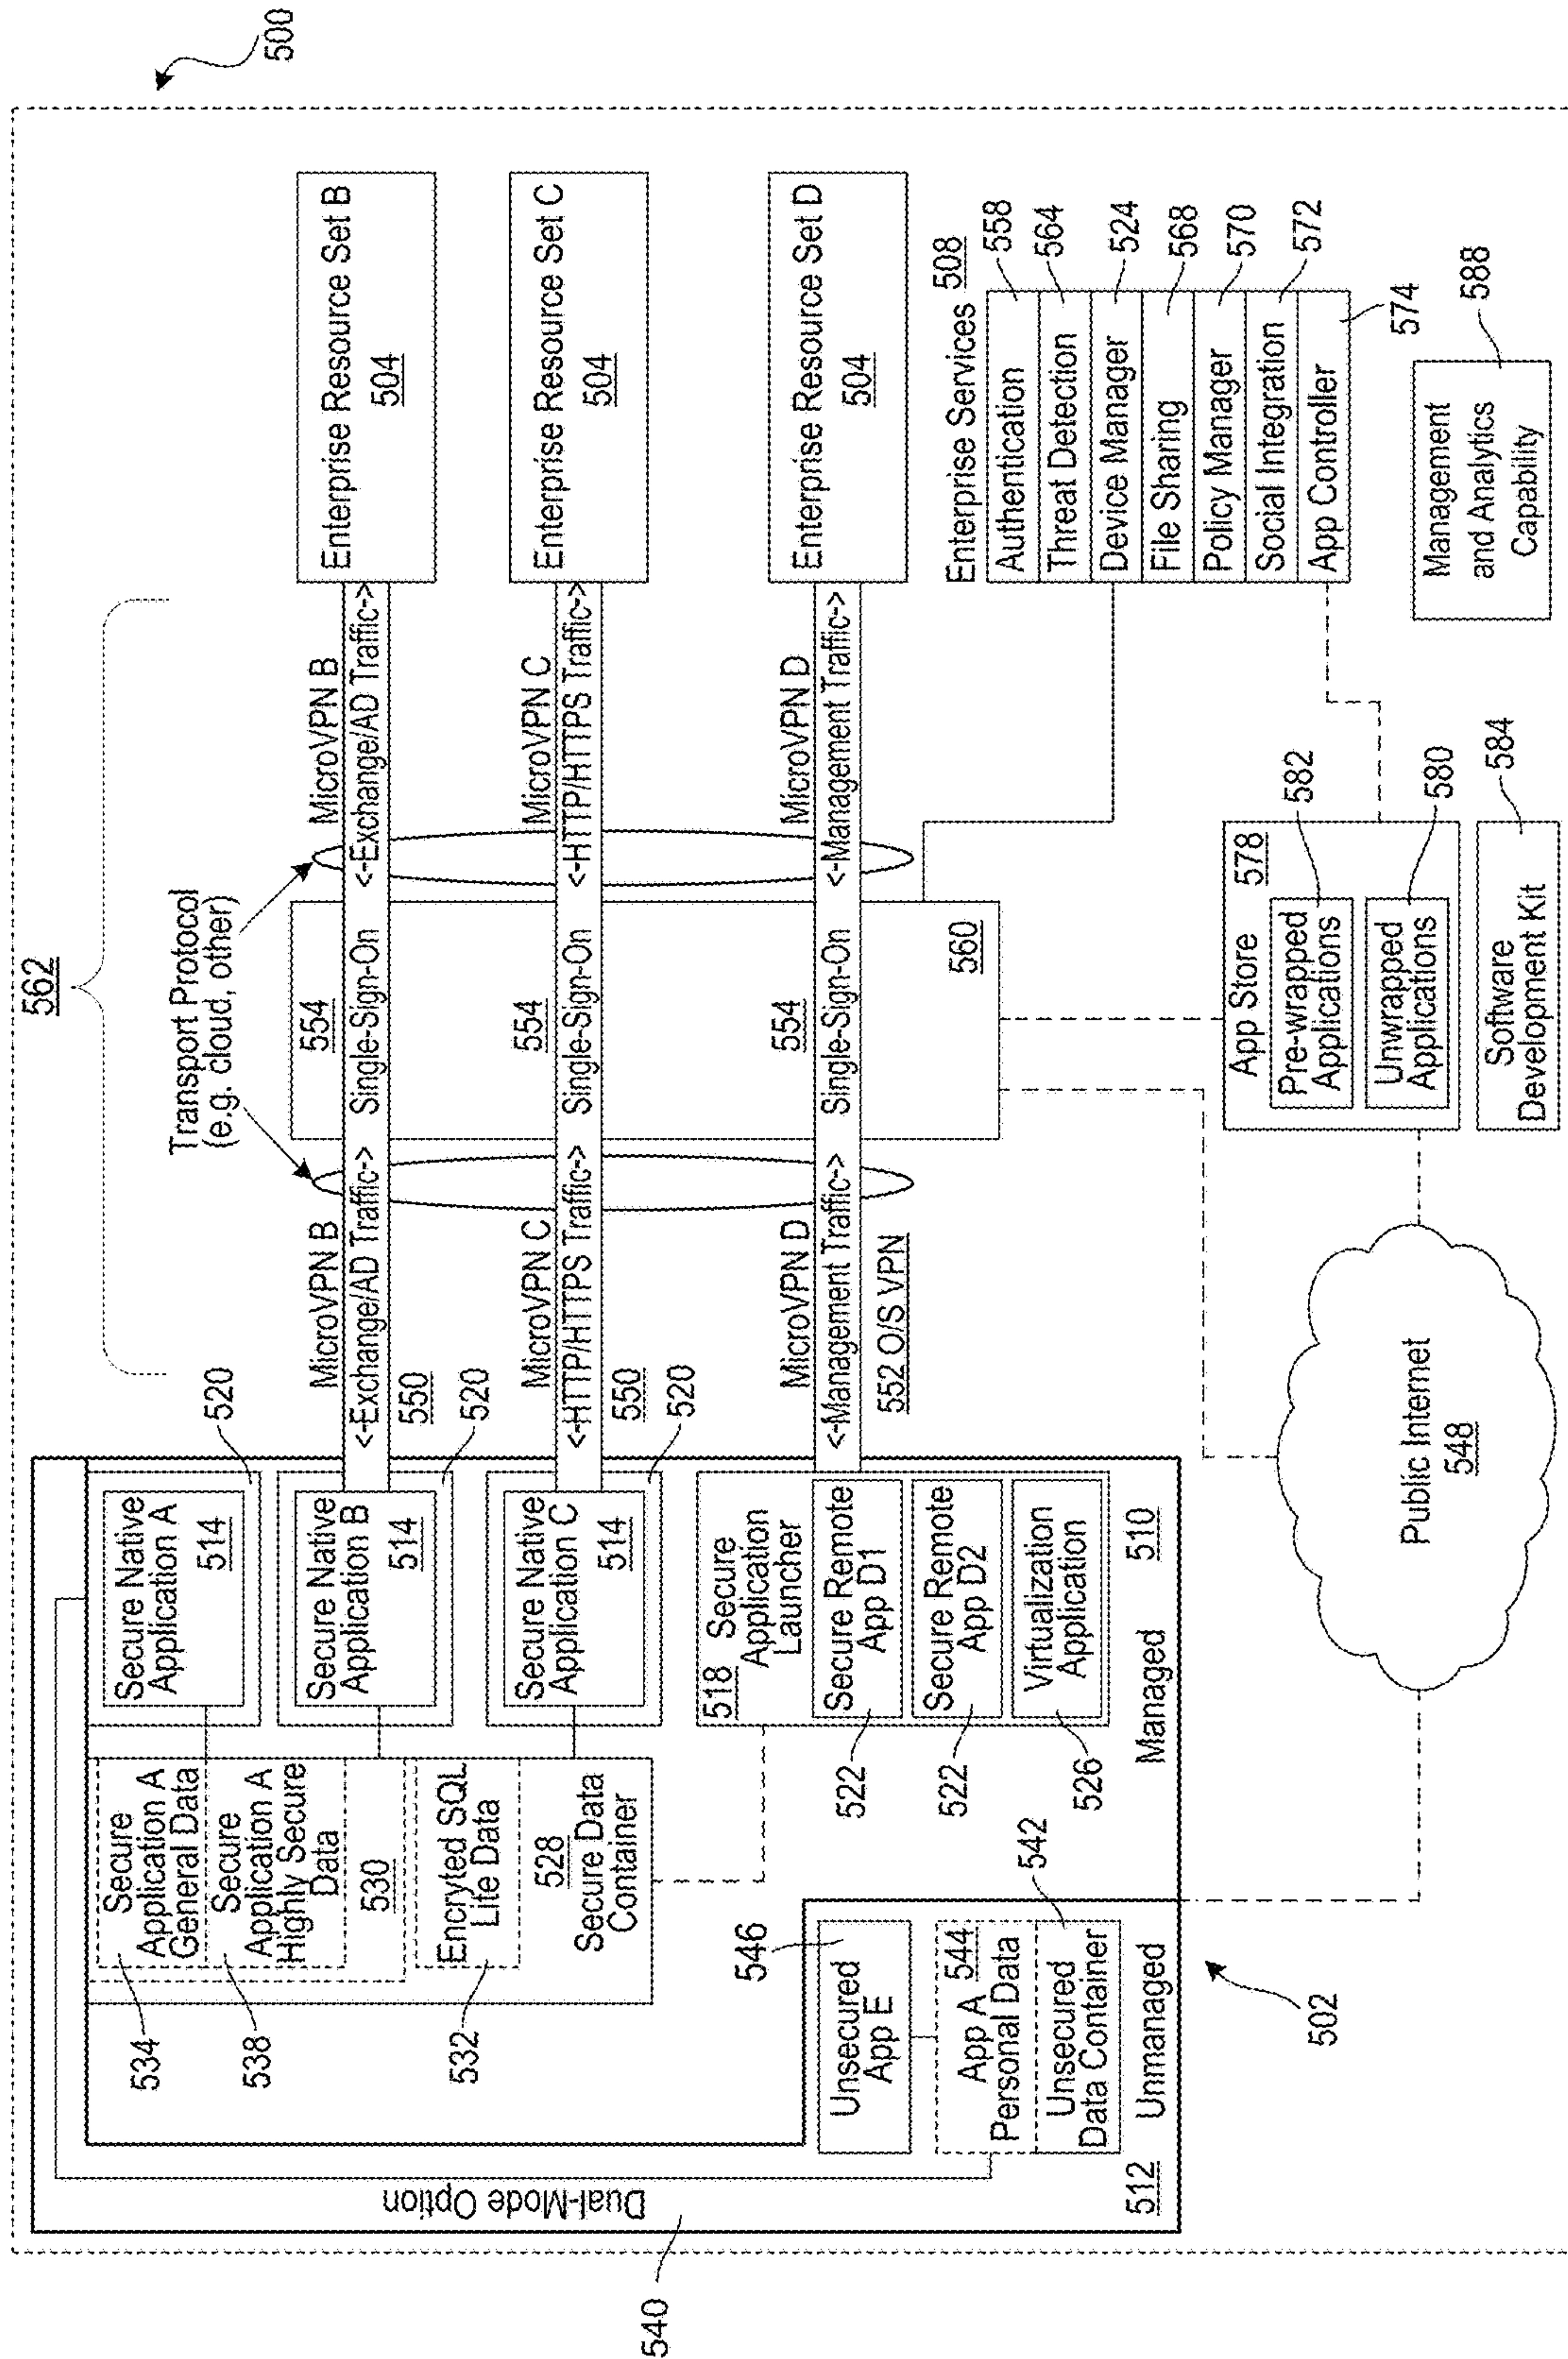 500
562
Transport Protocol
(e.g. cloud, other)
540
Dual-Mode Option
534
Secure
Application A
General Data
538
Secure
Application A
Highly Secure
Data
530
532
Encryted SQL
Lite Data
528
Secure Data
Container
Secure Native
Application A
514
520
Secure Native
Application B
514
520
Secure Native
Application C
514
520
518 Secure
Application
Launcher
Secure Remote
App D1
522
Secure Remote
App D2
522
Virtualization
Application
526
Managed
510
546
Unsecured
App E
App A
544
Personal Data
542
Unsecured
Data Container
Unmanaged
512
502
MicroVPN B
<-Exchange/AD Traffic->
550
MicroVPN C
<-HTTP/HTTPS Traffic->
550
MicroVPN D
<-Management Traffic->
552 O/S VPN
554
Single-Sign-On
554
Single-Sign-On
554
Single-Sign-On
560
MicroVPN B
<-Exchange/AD Traffic->
MicroVPN C
<-HTTP/HTTPS Traffic->
MicroVPN D
<-Management Traffic->
Enterprise Resource Set B
504
Enterprise Resource Set C
504
Enterprise Resource Set D
504
Enterprise Services 508
Authentication
558
Threat Detection
564
Device Manager
524
File Sharing
568
Policy Manager
570
Social Integration
572
App Controller
574
Public Internet
548
App Store 578
Pre-wrapped
Applications
582
Unwrapped
Applications
580
Software
Development Kit
584
Management
and Analytics
Capability
588